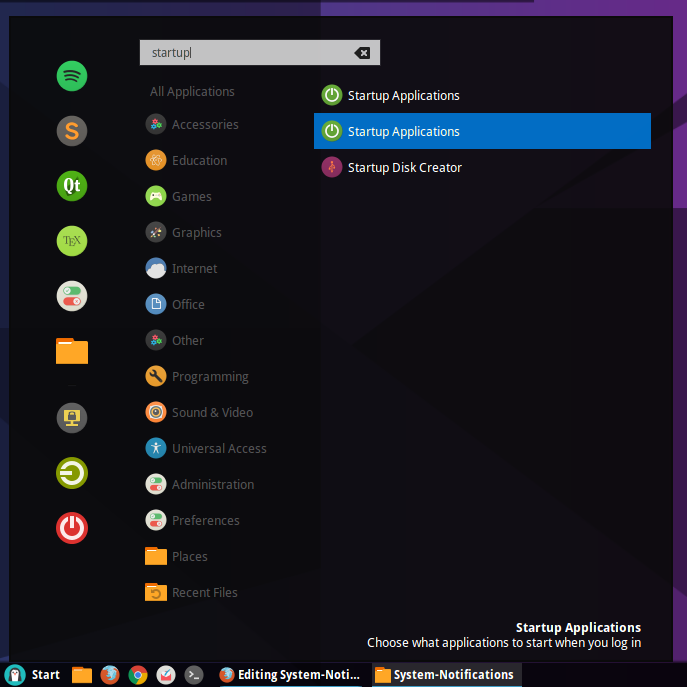 startup
All Applications
Accessories
Education
Games
Graphics
Internet
Office
Other
Programming
Sound & Video
Universal Access
Administration
Preferences
Places
Recent Files
Startup Applications
Startup Applications
Startup Disk Creator
S
Qt
TEX
Startup Applications
Choose what applications to start when you log in
Start
Editing System-Noti...
System-Notifications